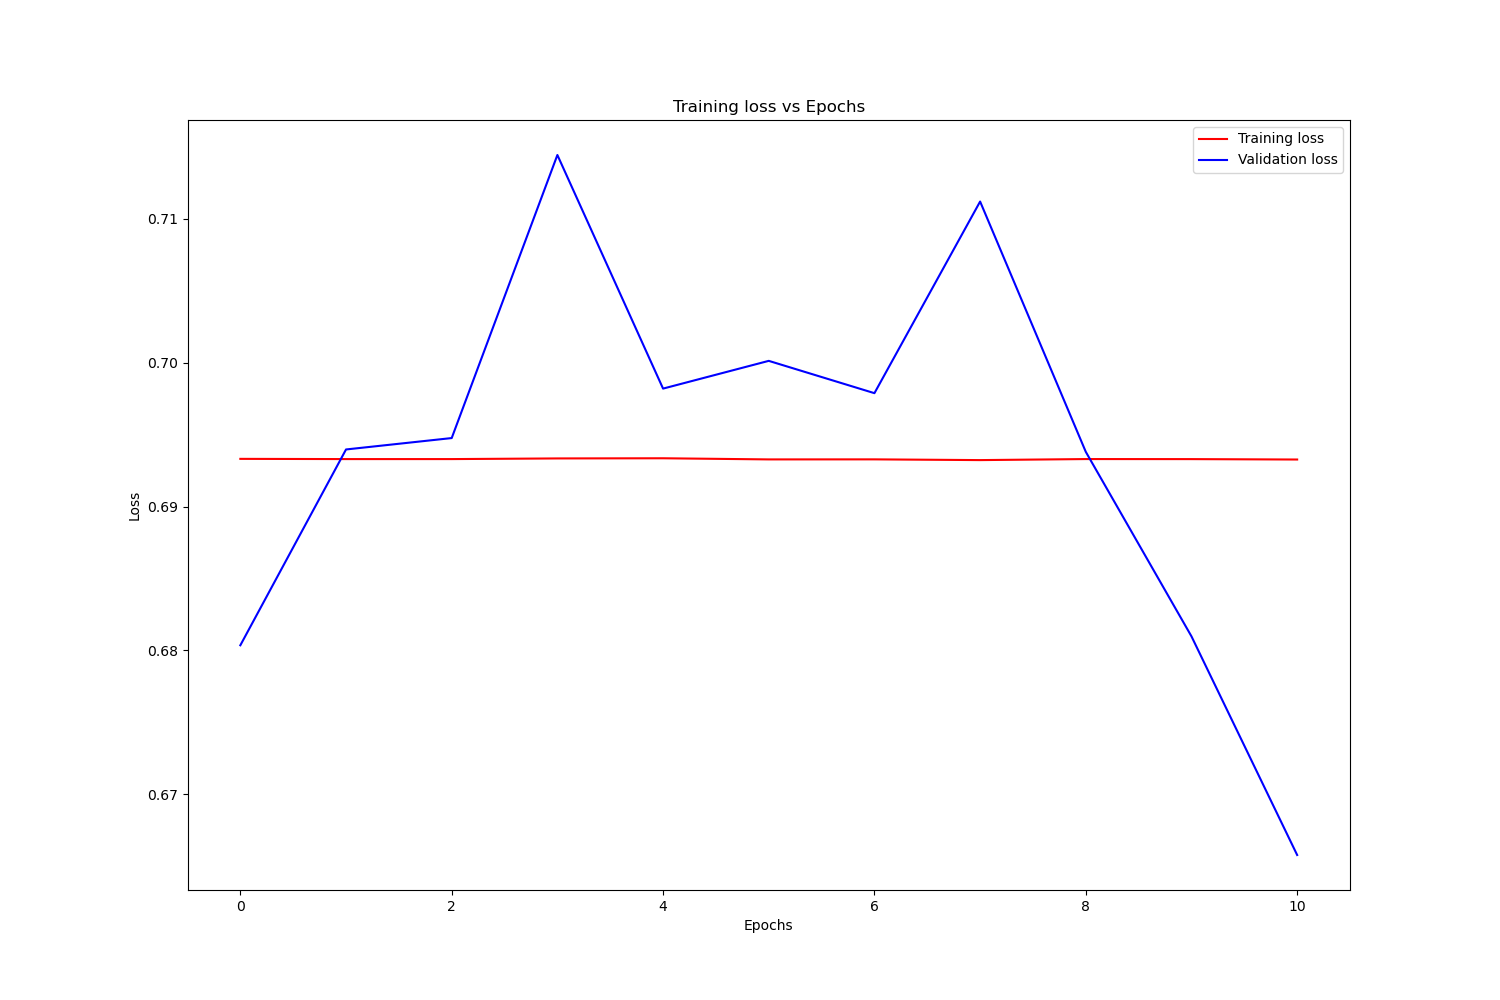 Training loss vs Epochs
Training loss
Validation loss
0.71
0.70
0.69
0.68
0.67
Loss
0 2 4 6 8 10
Epochs